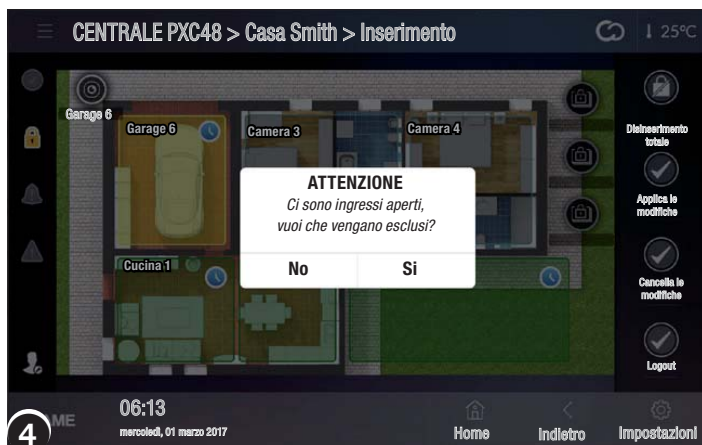 CENTRALE PXC48 > Casa Smith > Inserimento
25°C
Garage 6
Garage 6
Camera 3
Camera 4
Disinserimento
totale
ATTENZIONE
Ci sono ingressi aperti,
vuoi che vengano esclusi?
No
Si
Applica le
modifiche
Cucina 1
Cancella le
modifiche
Logout
4
AME
06:13
mercoledì, 01 marzo 2017
Home
Indietro
Impostazioni